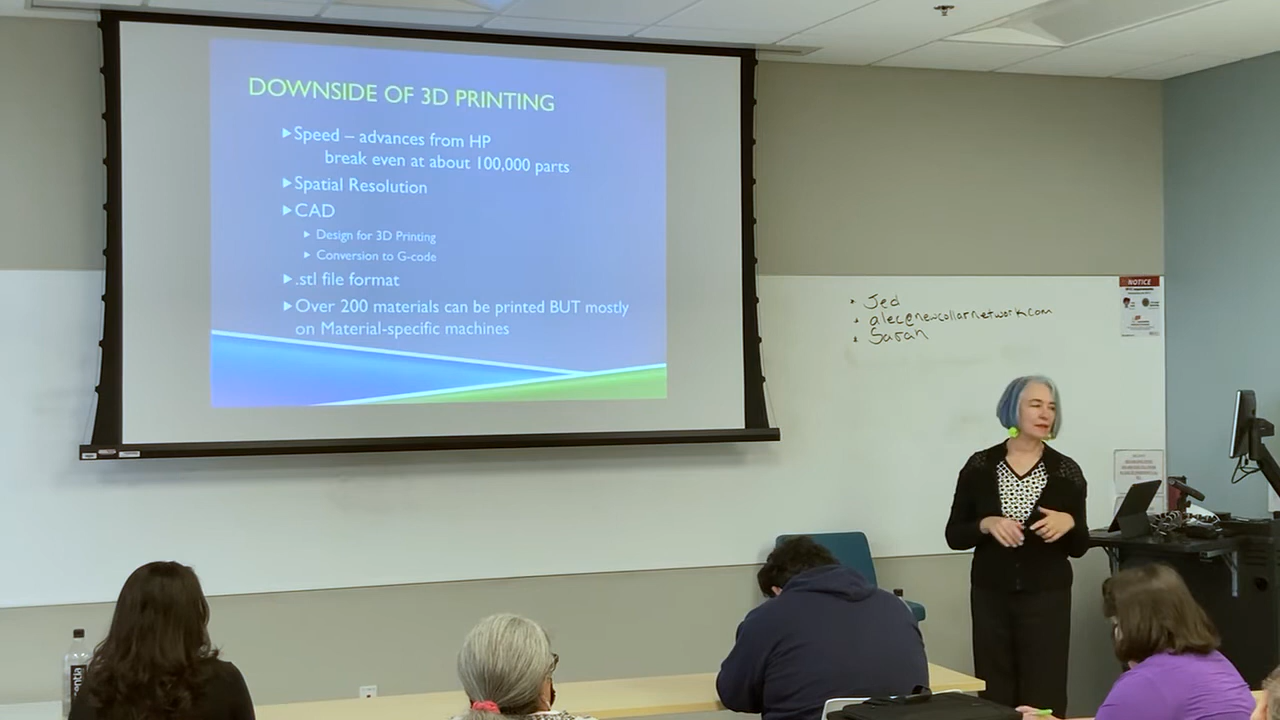 DOWNSIDE OF 3D PRINTING
Speed – advances from HP
break even at about 100,000 parts
Spatial Resolution
CAD
Design for 3D Printing
Conversion to G-code
.stl file format
Over 200 materials can be printed BUT mostly
on Material-specific machines
Jed
alec@newcollarnetwork.com
Sarah
NOTICE